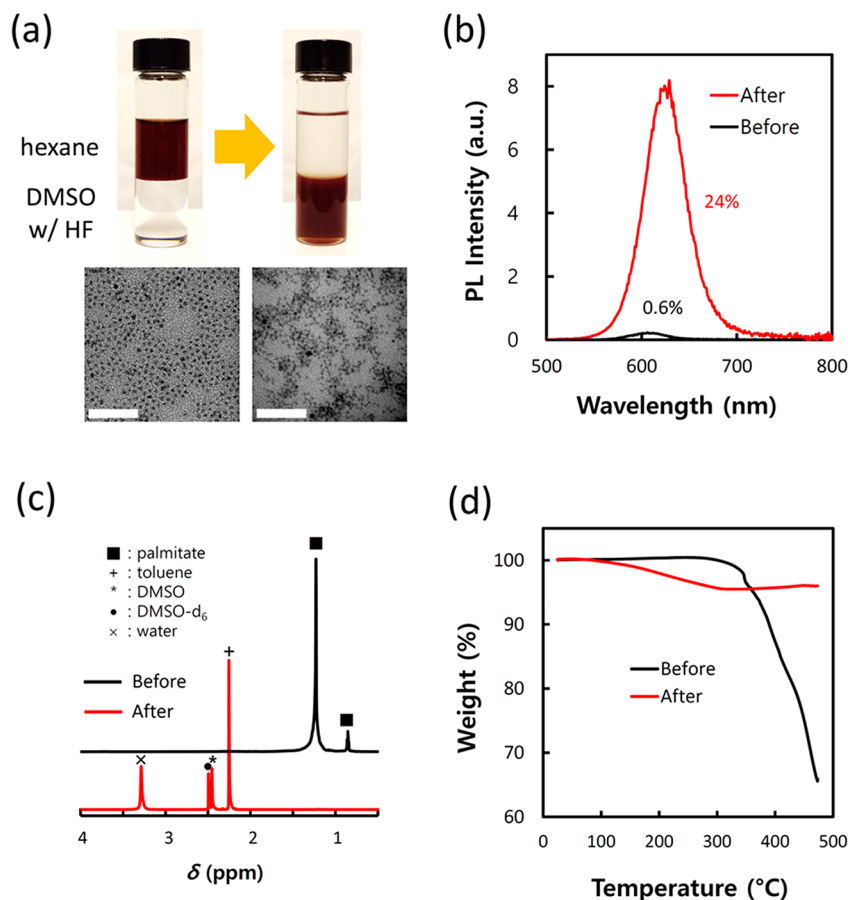 (a)
hexane
DMSO
w/ HF
(b)
PL Intensity (a.u.)
8
6
4
2
0
After
Before
24%
0.6%
500
600
700
800
Wavelength (nm)
(c)
■ : palmitate
+ : toluene
* : DMSO
● : DMSO-d6
× : water
Before
After
■
■
+
×
●
*
4
3
2
1
δ (ppm)
(d)
Weight (%)
100
90
80
70
60
Before
After
0
100
200
300
400
500
Temperature (°C)